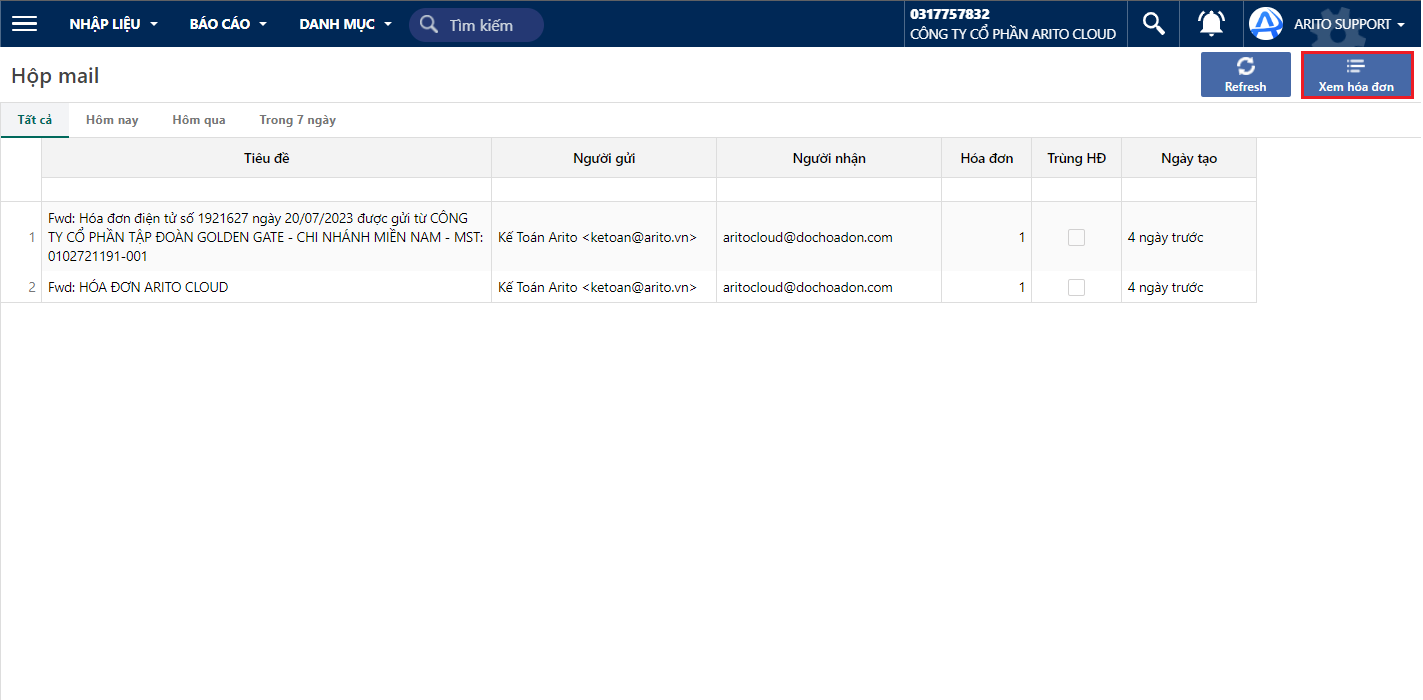 NHẬP LIỆU
BÁO CÁO
DANH MỤC
Tìm kiếm
0317757832
CÔNG TY CỔ PHẦN ARITO CLOUD
ARITO SUPPORT
Hộp mail
Refresh
Xem hóa đơn
Tất cả
Hôm nay
Hôm qua
Trong 7 ngày
Tiêu đề
Người gửi
Người nhận
Hóa đơn
Trùng HĐ
Ngày tạo
1
Fwd: Hóa đơn điện tử số 1921627 ngày 20/07/2023 được gửi từ CÔNG
TY CỔ PHẦN TẬP ĐOÀN GOLDEN GATE - CHI NHÁNH MIỀN NAM - MST:
0102721191-001
Kế Toán Arito <ketoan@arito.vn>
aritocloud@dochoadon.com
1
4 ngày trước
2
Fwd: HÓA ĐƠN ARITO CLOUD
Kế Toán Arito <ketoan@arito.vn>
aritocloud@dochoadon.com
1
4 ngày trước